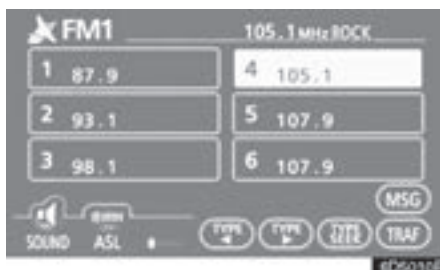 FM1
105.1 MHz ROCK
1 87.9
4 105.1
2 93.1
5 107.9
3 98.1
6 107.9
MSG
SOUND ASL TYPE TYPE TYPE TRAF